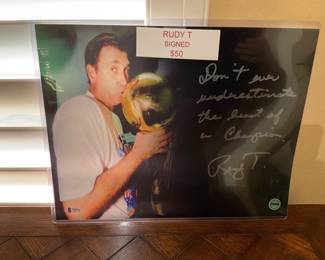 RUDY T
SIGNED
$50
Don't ever
underestimate
the heart of
a Champion
Rudy T.